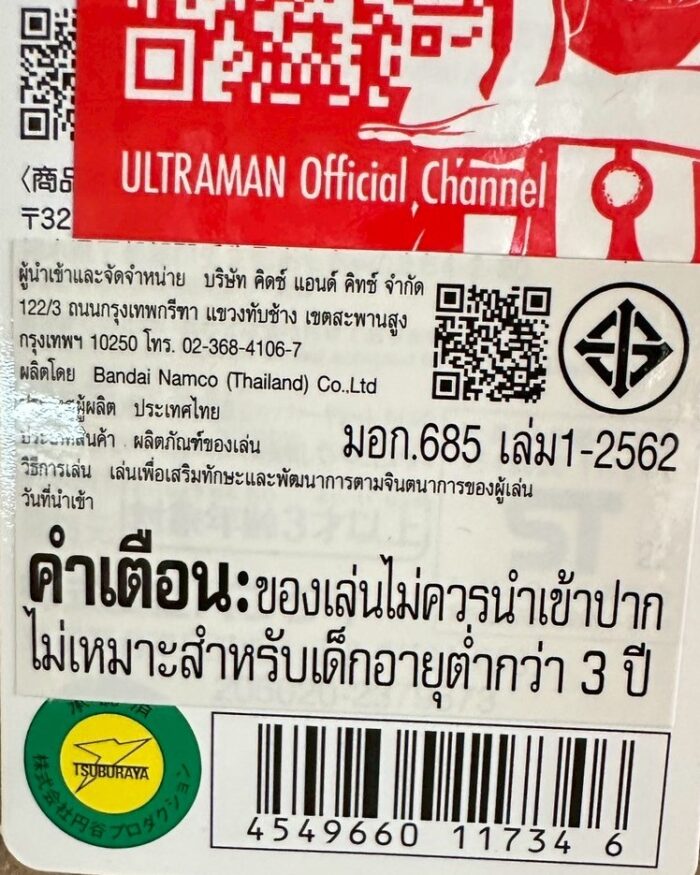 ULTRAMAN Official Channel
〈商品
〒32
ผู้นำเข้าและจัดจำหน่าย บริษัท คิดซ์ แอนด์ คิทซ์ จำกัด
122/3 ถนนกรุงเทพกรีฑา แขวงทับช้าง เขตสะพานสูง
กรุงเทพฯ 10250 โทร. 02-368-4106-7
ผลิตโดย Bandai Namco (Thailand) Co.,Ltd
ผู้ผลิต ประเทศไทย
ประเภทสินค้า ผลิตภัณฑ์ของเล่น
มอก.685 เล่ม1-2562
วิธีการเล่น เล่นเพื่อเสริมทักษะและพัฒนาการตามจินตนาการของผู้เล่น
วันที่นำเข้า
คำเตือน:ของเล่นไม่ควรนำเข้าปาก
ไม่เหมาะสำหรับเด็กอายุต่ำกว่า 3 ปี
TSUBURAYA
株式会社円谷プロダクション
4549660 11734 6